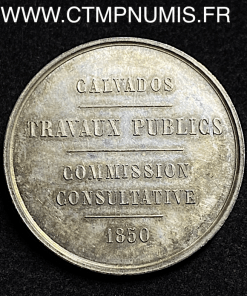 WWW.CTMPNUMIS.FR
CALVADOS
TRAVAUX PUBLICS
COMMISSION
CONSULTATIVE
1850